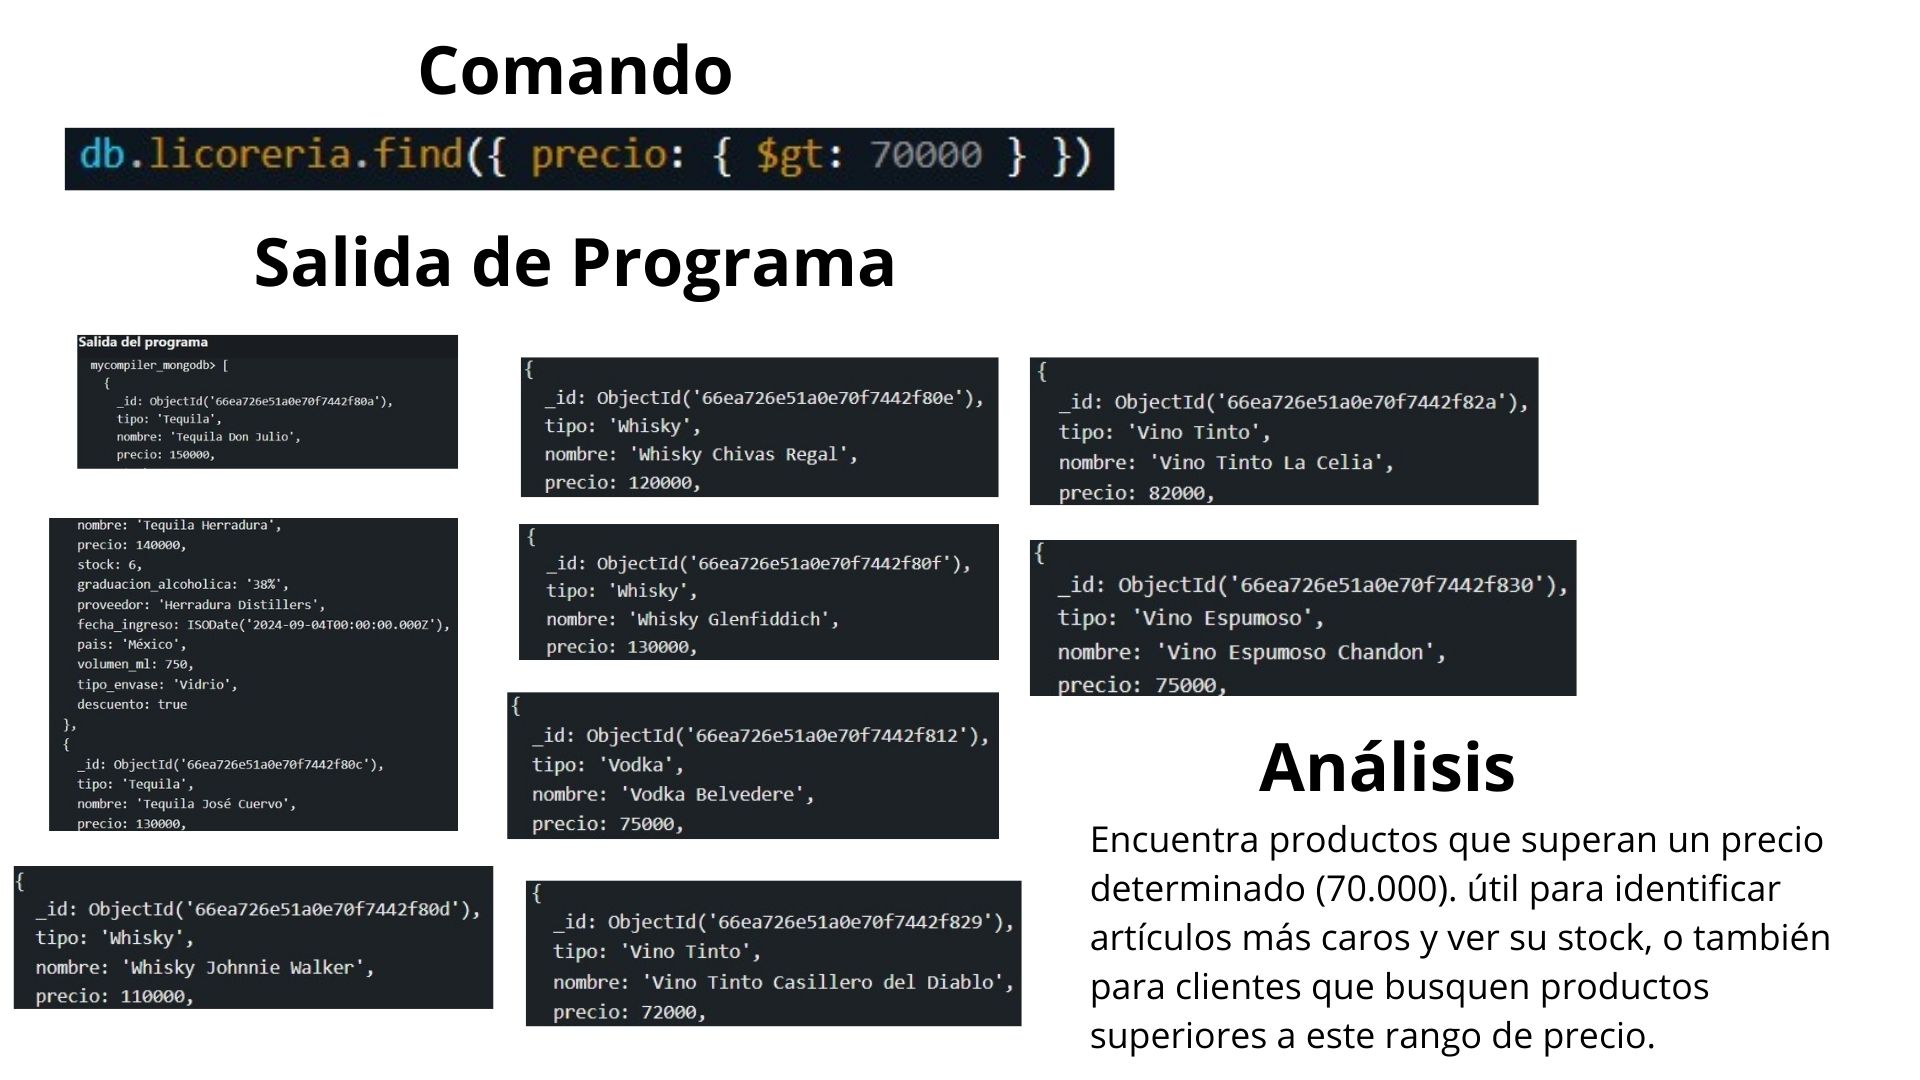 Comando
db.licoreria.find({ precio: { $gt: 70000 } })
Salida de Programa
Salida del programa
mycompiler_mongodb> [
{
_id: ObjectId('66ea726e51a0e70f7442f80a'),
tipo: 'Tequila',
nombre: 'Tequila Don Julio',
precio: 150000,
nombre: 'Tequila Herradura',
precio: 140000,
stock: 6,
graduacion_alcoholica: '38%',
proveedor: 'Herradura Distillers',
fecha_ingreso: ISODate('2024-09-04T00:00:00.000Z'),
pais: 'México',
volumen_ml: 750,
tipo_envase: 'Vidrio',
descuento: true
},
{
_id: ObjectId('66ea726e51a0e70f7442f80c'),
tipo: 'Tequila',
nombre: 'Tequila José Cuervo',
precio: 130000,
{
_id: ObjectId('66ea726e51a0e70f7442f80d'),
tipo: 'Whisky',
nombre: 'Whisky Johnnie Walker',
precio: 110000,
{
_id: ObjectId('66ea726e51a0e70f7442f80e'),
tipo: 'Whisky',
nombre: 'Whisky Chivas Regal',
precio: 120000,
{
_id: ObjectId('66ea726e51a0e70f7442f80f'),
tipo: 'Whisky',
nombre: 'Whisky Glenfiddich',
precio: 130000,
{
_id: ObjectId('66ea726e51a0e70f7442f812'),
tipo: 'Vodka',
nombre: 'Vodka Belvedere',
precio: 75000,
{
_id: ObjectId('66ea726e51a0e70f7442f829'),
tipo: 'Vino Tinto',
nombre: 'Vino Tinto Casillero del Diablo',
precio: 72000,
{
_id: ObjectId('66ea726e51a0e70f7442f82a'),
tipo: 'Vino Tinto',
nombre: 'Vino Tinto La Celia',
precio: 82000,
{
_id: ObjectId('66ea726e51a0e70f7442f830'),
tipo: 'Vino Espumoso',
nombre: 'Vino Espumoso Chandon',
precio: 75000,
Análisis
Encuentra productos que superan un precio
determinado (70.000). útil para identificar
artículos más caros y ver su stock, o también
para clientes que busquen productos
superiores a este rango de precio.